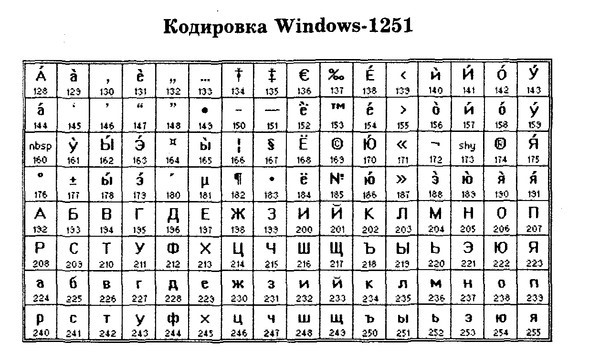 Кодировка Windows-1251
А́ à ‚ ѐ „ … † ‡ € ‰ Е́ ‹ ѝ И́ О́ У́
128 129 130 131 132 133 134 135 136 137 138 139 140 141 142 143
а́ ‘ ’ “ ” • – — ѐ̈ ™ е́ › о̀ и́ о́ у́
144 145 146 147 148 149 150 151 152 153 154 155 156 157 158 159
nbsp у̀ Ы́ Э́ ¤ ы̀ ¦ § Ё © Ю́ « ¬ shy ® Я́
160 161 162 163 164 165 166 167 168 169 170 171 172 173 174 175
° ± ы́ э́ ´ µ ¶ • ё № ю́ » э̀ ю̀ я̀ я́
176 177 178 179 180 181 182 183 184 185 186 187 188 189 190 191
А Б В Г Д Е Ж З И Й К Л М Н О П
192 193 194 195 196 197 198 199 200 201 202 203 204 205 206 207
Р С Т У Ф Х Ц Ч Ш Щ Ъ Ы Ь Э Ю Я
208 209 210 211 212 213 214 215 216 217 218 219 220 221 222 223
а б в г д е ж з и й к л м н о п
224 225 226 227 228 229 230 231 232 233 234 235 236 237 238 239
р с т у ф х ц ч ш щ ъ ы ь э ю я
240 241 242 243 244 245 246 247 248 249 250 251 252 253 254 255